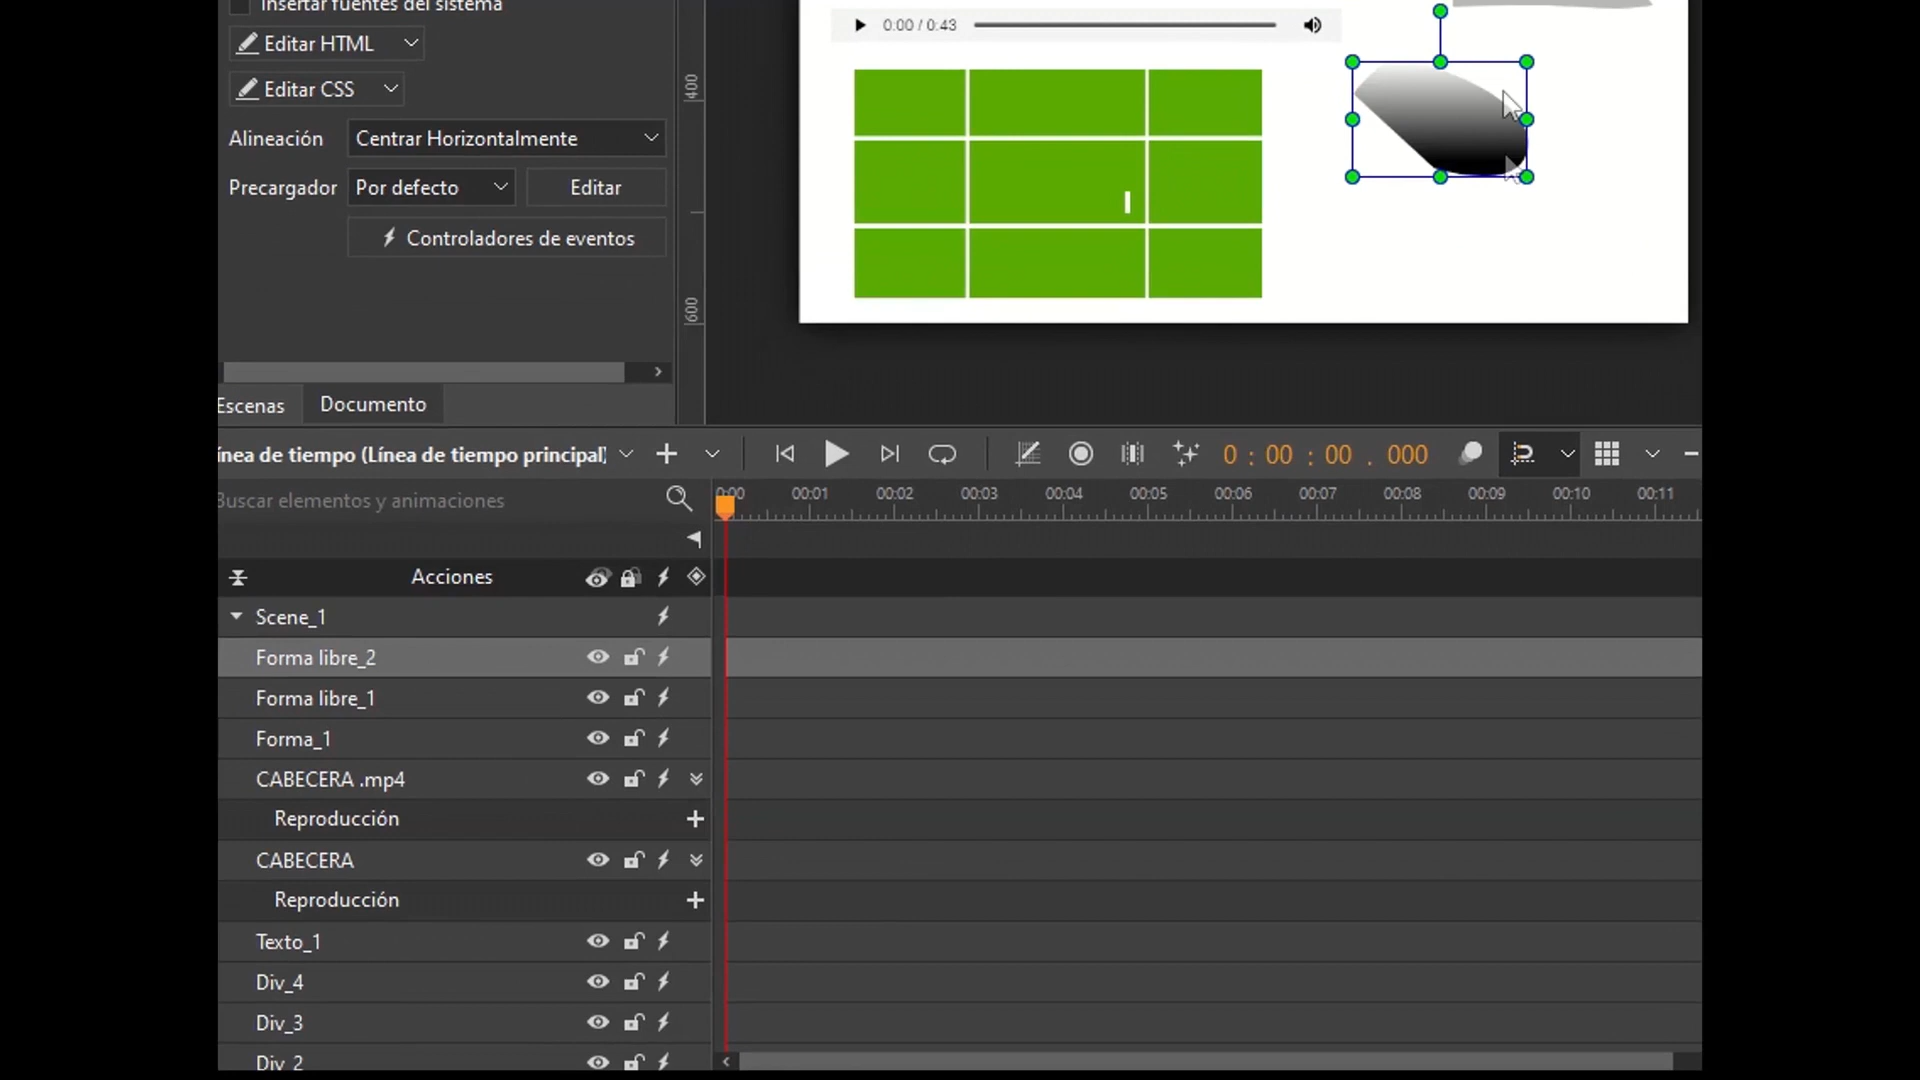 Insertar fuentes del sistema
Editar HTML
Editar CSS
Alineación Centrar Horizontalmente
Precargador Por defecto Editar
Controladores de eventos
Escenas Documento
0:00 / 0:43
400
600
ínea de tiempo (Línea de tiempo principal)
0 : 00 : 00 . 000
Buscar elementos y animaciones
0:00 00:01 00:02 00:03 00:04 00:05 00:06 00:07 00:08 00:09 00:10 00:11
Acciones
Scene_1
Forma libre_2
Forma libre_1
Forma_1
CABECERA .mp4
Reproducción
CABECERA
Reproducción
Texto_1
Div_4
Div_3
Div_2